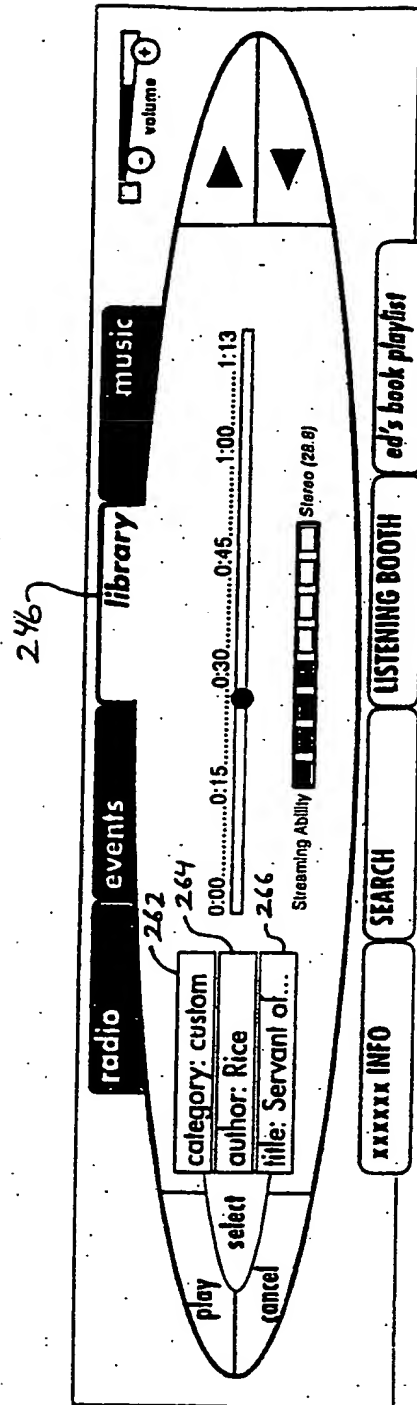 246
radio
events
library
music
volume
play
select
cancel
category: custom
author: Rice
title: Servant of...
262
264
266
0:00........0:15........0:30........0:45........1:00........1:13
Streaming Ability
Stereo (28.8)
xxxxxx INFO
SEARCH
LISTENING BOOTH
ed's book playlist